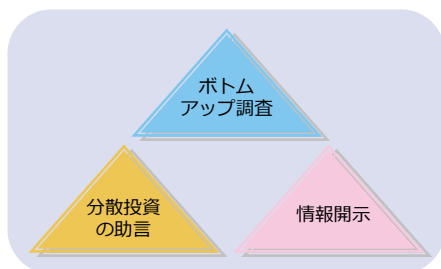 ボトム
アップ調査
分散投資
の助言
情報開示